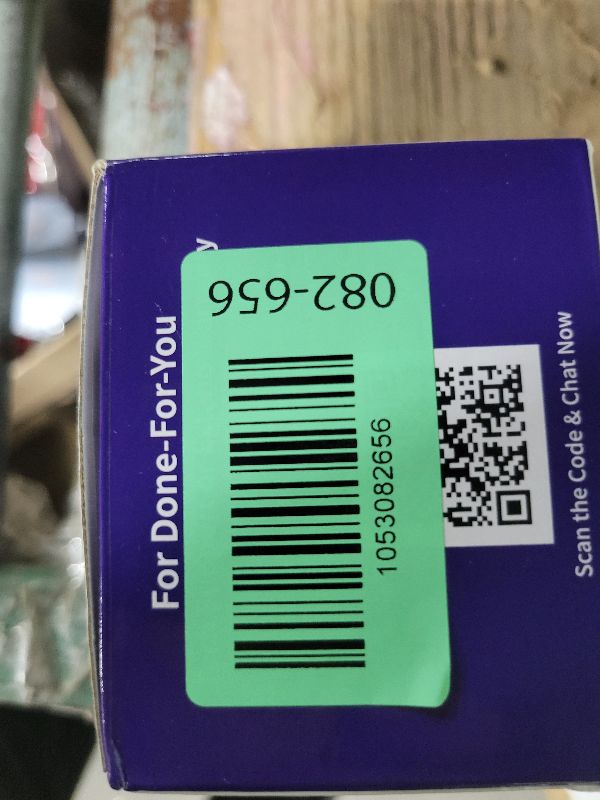 For Done-For-You
082-656
1053082656
Scan the Code & Chat Now